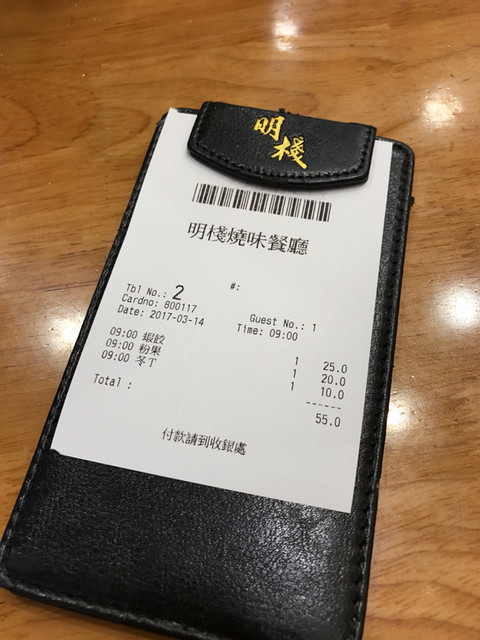 明
棧
明棧燒味餐廳
Tbl No.: 2 #:
Cardno: 800117 Guest No.: 1
Date: 2017-03-14 Time: 09:00
09:00 蝦餃 1 25.0
09:00 粉果 1 20.0
09:00 冬T 1 10.0
------
Total : 55.0
付款請到收銀處